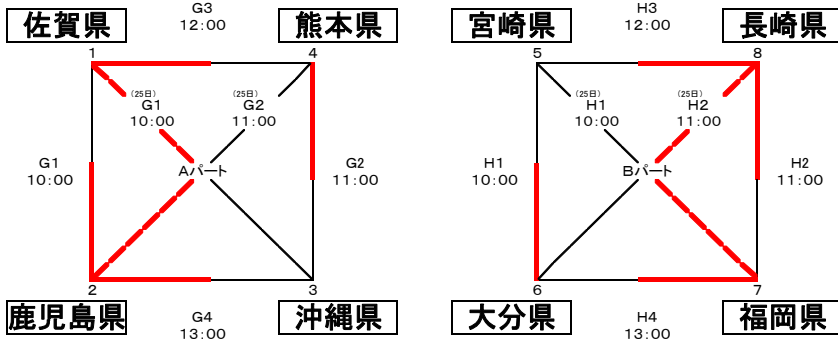 佐賀県
G3
12:00
熊本県
宮崎県
H3
12:00
長崎県
1
4
5
8
(25日)
G1
10:00
(25日)
G2
11:00
(25日)
H1
10:00
(25日)
H2
11:00
G1
10:00
Aパート
G2
11:00
H1
10:00
Bパート
H2
11:00
2
3
6
7
鹿児島県
G4
13:00
沖縄県
大分県
H4
13:00
福岡県